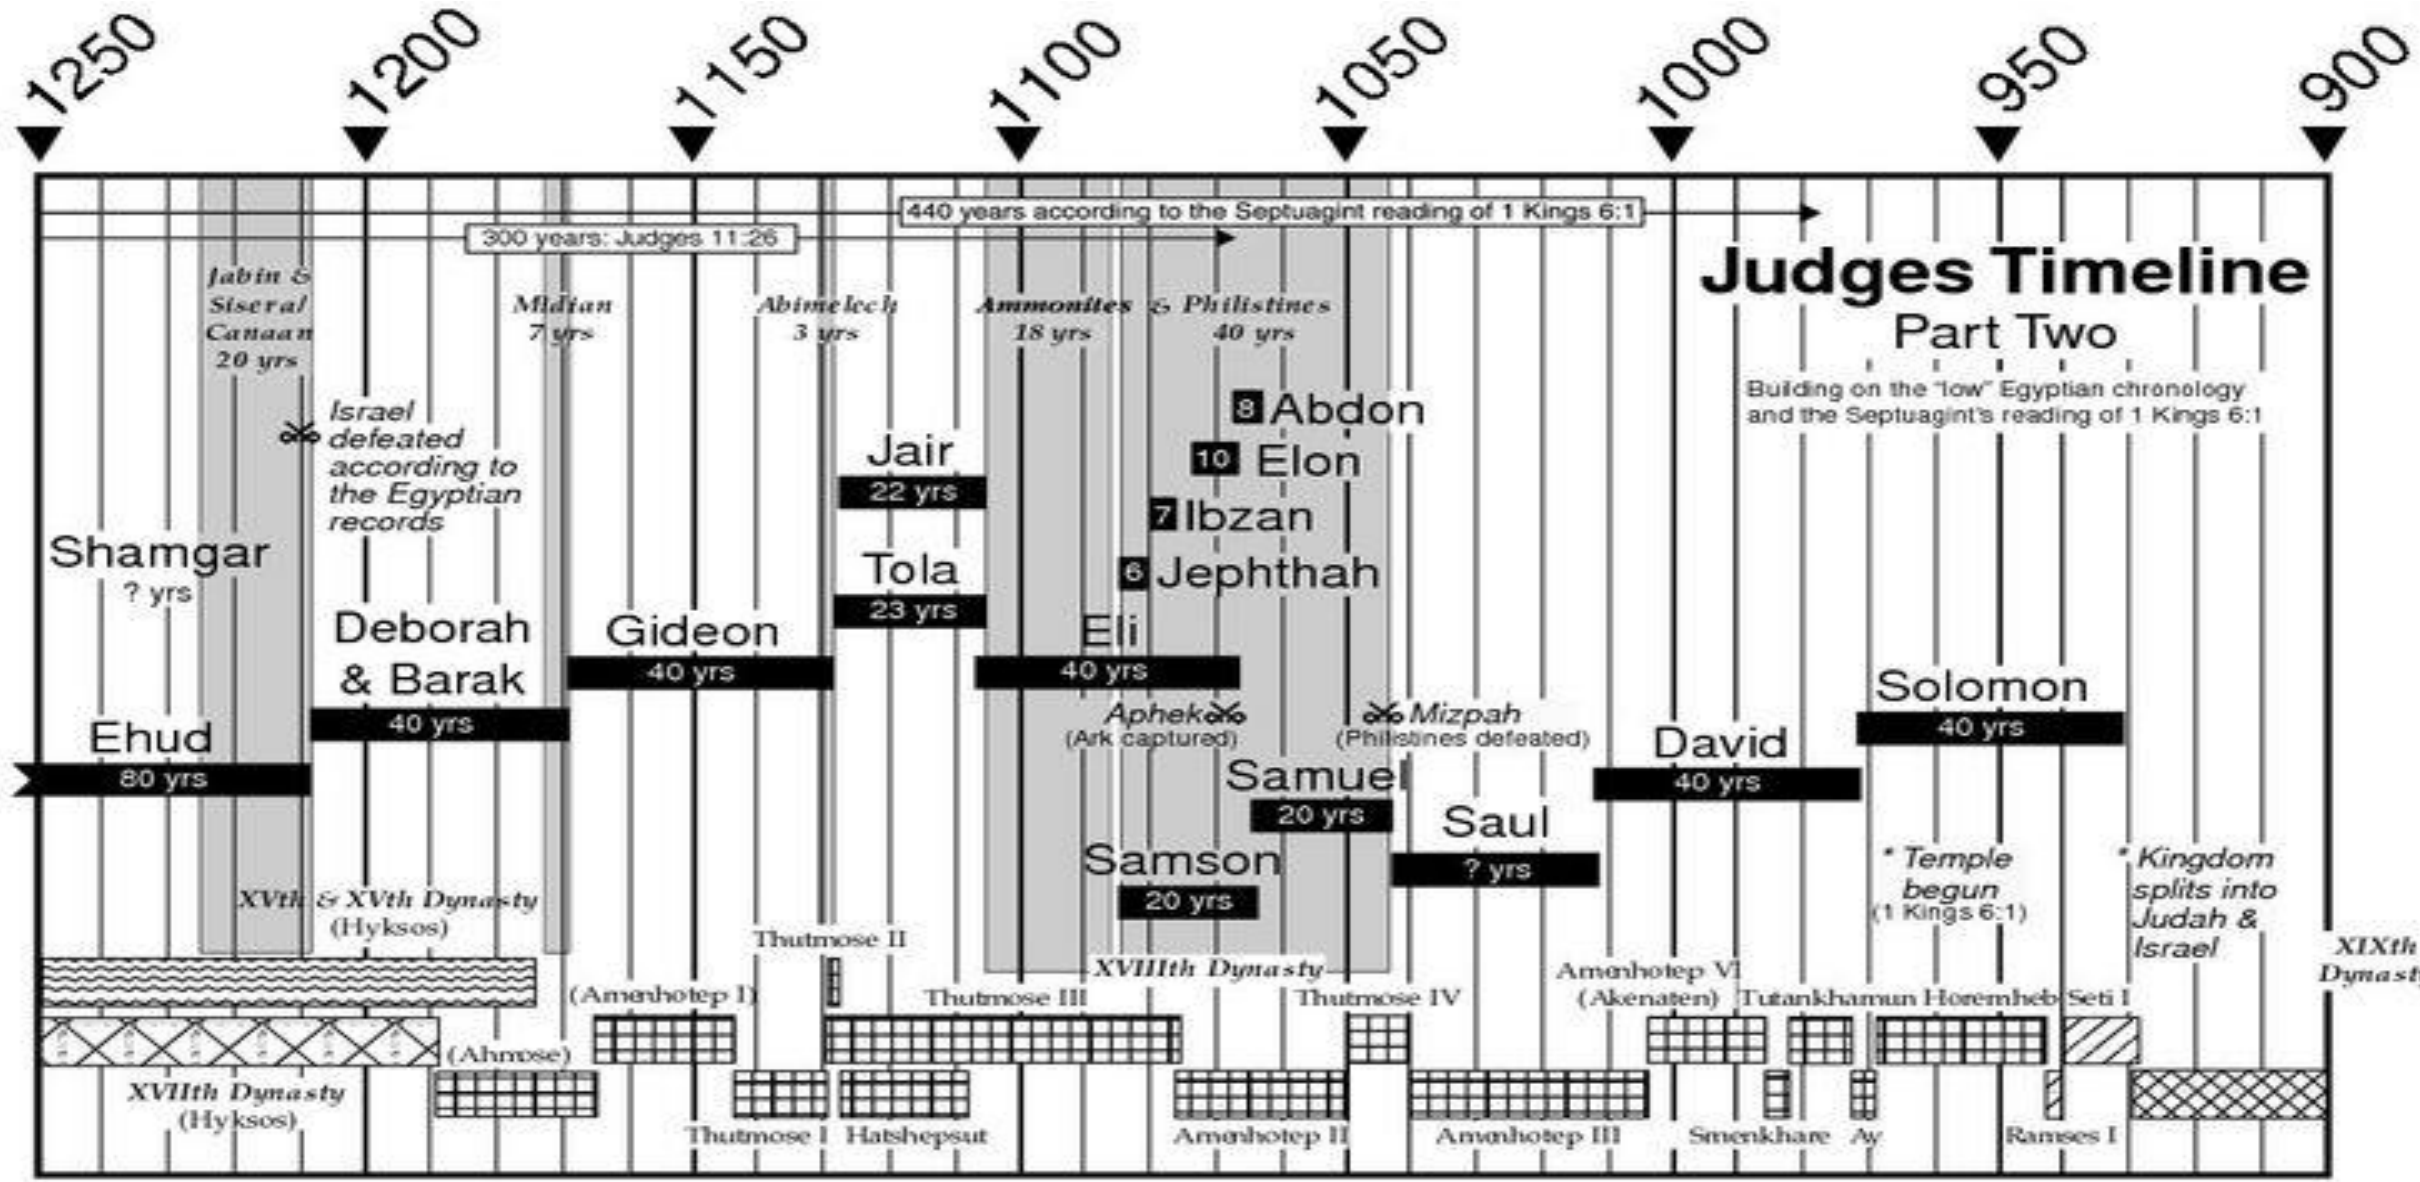 1250 1200 1150 1100 1050 1000 950 900
440 years according to the Septuagint reading of 1 Kings 6:1
300 years: Judges 11:26
Judges Timeline
Part Two
Building on the "low" Egyptian chronology
and the Septuagint's reading of 1 Kings 6:1
Jabin &
Sisera/
Canaan
20 yrs
Midian
7 yrs
Abimelech
3 yrs
Ammonites & Philistines
18 yrs 40 yrs
Israel
defeated
according to
the Egyptian
records
8 Abdon
10 Elon
7 Ibzan
6 Jephthah
Jair
22 yrs
Tola
23 yrs
Shamgar
? yrs
Deborah
& Barak
40 yrs
Gideon
40 yrs
Eli
40 yrs
Ehud
80 yrs
Aphek
(Ark captured)
Mizpah
(Philistines defeated)
Samuel
20 yrs
Saul
? yrs
Samson
20 yrs
David
40 yrs
Solomon
40 yrs
* Temple
begun
(1 Kings 6:1)
* Kingdom
splits into
Judah &
Israel
XVth & XVth Dynasty
(Hyksos)
XVIIIth Dynasty
XIXth
Dynasty
Thutmose II
(Amenhotep I)
Thutmose III
Thutmose IV
Amenhotep V
(Akenaten)
Tutankhamun Horemheb Seti I
(Ahmose)
XVIIth Dynasty
(Hyksos)
Thutmose I Hatshepsut Amenhotep II Amenhotep III Smenkhare Ay Ramses I